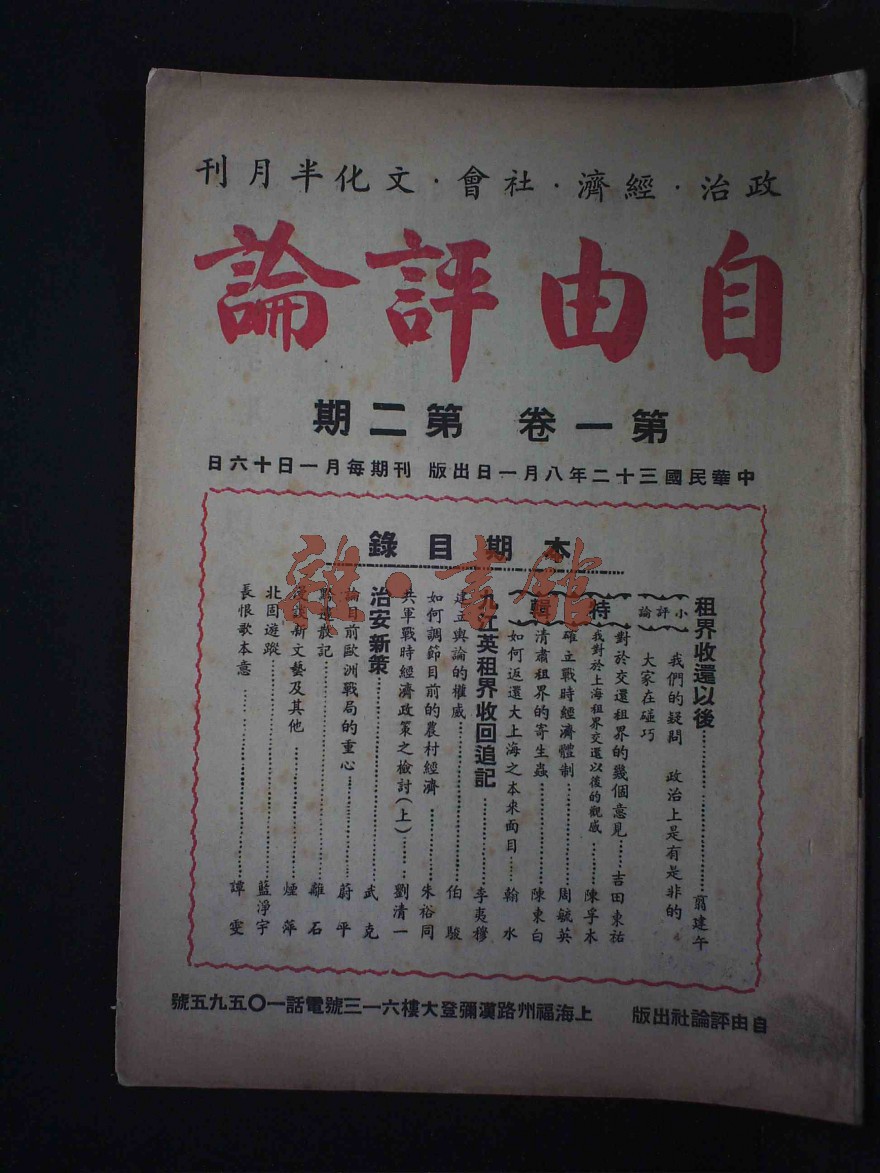 政治·經濟·社會·文化半月刊
自由評論
第一卷 第二期
中華民國三十二年八月一日出版 刊期每月一日十六日
本期目錄
租界收還以後 翦建午
小評論
我們的疑問 政治上是有是非的
大家在碰巧
特輯
對於交還租界的幾個意見 吉田東祐
我對於上海租界交還以後的觀感 陳孚木
確立戰時經濟體制 周毓英
清肅租界的寄生蟲 陳東白
如何返還大上海之本來面目 翰水
九江英租界收回追記 李夷穆
建立輿論的權威 伯駿
如何調節目前的農村經濟 朱裕同
共軍戰時經濟政策之檢討(上) 劉清一
治安新策 武克
論目前歐洲戰局的重心 蔚平
散記 離石
漫談新文藝及其他 煙萍
北固遊蹤 藍淨宇
長恨歌本意 譚雯
自由評論社出版 上海福州路漢彌登大樓六一三號電話一〇五九五號
雜·書館